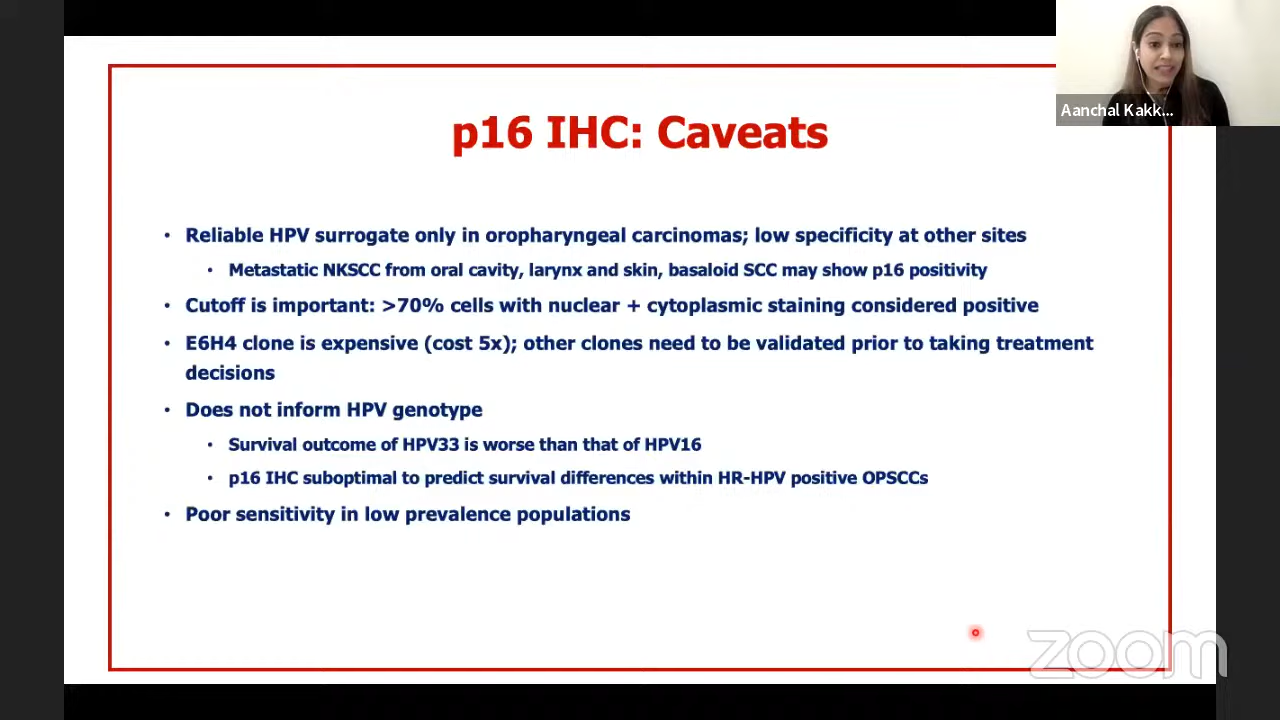 p16 IHC: Caveats
Aanchal Kakk...
• Reliable HPV surrogate only in oropharyngeal carcinomas; low specificity at other sites
• Metastatic NKSCC from oral cavity, larynx and skin, basaloid SCC may show p16 positivity
• Cutoff is important: >70% cells with nuclear + cytoplasmic staining considered positive
• E6H4 clone is expensive (cost 5x); other clones need to be validated prior to taking treatment
decisions
• Does not inform HPV genotype
• Survival outcome of HPV33 is worse than that of HPV16
• p16 IHC suboptimal to predict survival differences within HR-HPV positive OPSCCs
• Poor sensitivity in low prevalence populations
zoom